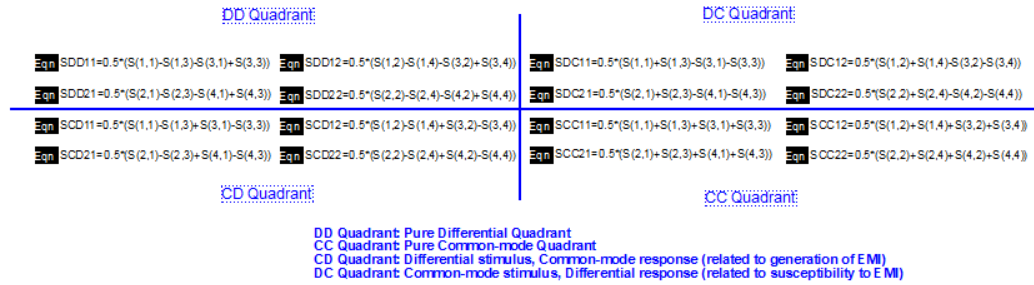 DD Quadrant DC Quadrant
Eqn SDD11=0.5*(S(1,1)-S(1,3)-S(3,1)+S(3,3)) Eqn SDD12=0.5*(S(1,2)-S(1,4)-S(3,2)+S(3,4)) Eqn SDC11=0.5*(S(1,1)+S(1,3)-S(3,1)-S(3,3)) Eqn SDC12=0.5*(S(1,2)+S(1,4)-S(3,2)-S(3,4))
Eqn SDD21=0.5*(S(2,1)-S(2,3)-S(4,1)+S(4,3)) Eqn SDD22=0.5*(S(2,2)-S(2,4)-S(4,2)+S(4,4)) Eqn SDC21=0.5*(S(2,1)+S(2,3)-S(4,1)-S(4,3)) Eqn SDC22=0.5*(S(2,2)+S(2,4)-S(4,2)-S(4,4))
Eqn SCD11=0.5*(S(1,1)-S(1,3)+S(3,1)-S(3,3)) Eqn SCD12=0.5*(S(1,2)-S(1,4)+S(3,2)-S(3,4)) Eqn SCC11=0.5*(S(1,1)+S(1,3)+S(3,1)+S(3,3)) Eqn SCC12=0.5*(S(1,2)+S(1,4)+S(3,2)+S(3,4))
Eqn SCD21=0.5*(S(2,1)-S(2,3)+S(4,1)-S(4,3)) Eqn SCD22=0.5*(S(2,2)-S(2,4)+S(4,2)-S(4,4)) Eqn SCC21=0.5*(S(2,1)+S(2,3)+S(4,1)+S(4,3)) Eqn SCC22=0.5*(S(2,2)+S(2,4)+S(4,2)+S(4,4))
CD Quadrant CC Quadrant
DD Quadrant: Pure Differential Quadrant
CC Quadrant: Pure Common-mode Quadrant
CD Quadrant: Differential stimulus, Common-mode response (related to generation of EMI)
DC Quadrant: Common-mode stimulus, Differential response (related to susceptibility to EMI)